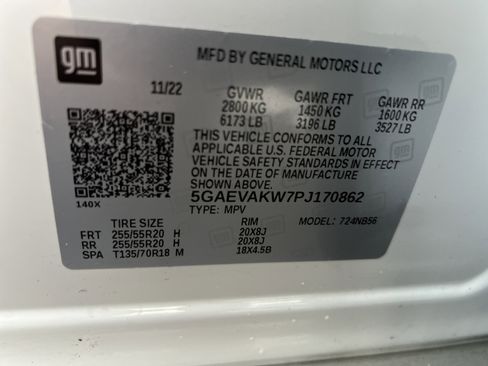 gm
MFD BY GENERAL MOTORS LLC
11/22 GVWR GAWR FRT GAWR RR
2800 KG 1450 KG 1600 KG
6173 LB 3196 LB 3527 LB
THIS VEHICLE CONFORMS TO ALL
APPLICABLE U.S. FEDERAL MOTOR
VEHICLE SAFETY STANDARDS IN EFFECT
ON THE DATE OF MANUFACTURE
SHOWN ABOVE.
140X 5GAEVAKW7PJ170862
TYPE: MPV MODEL: 724NB56
TIRE SIZE RIM
FRT 255/55R20 H 20X8J
RR 255/55R20 H 20X8J
SPA T135/70R18 M 18X4.5B